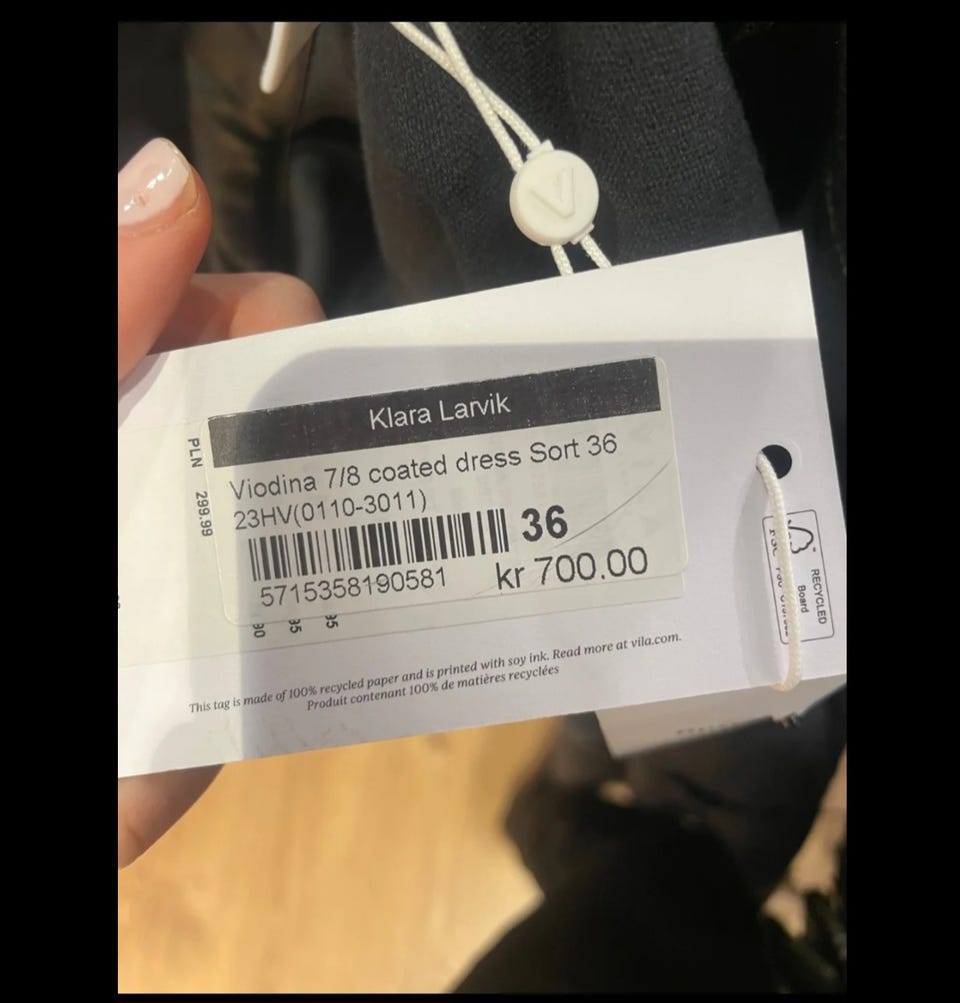 V
Klara Larvik
Viodina 7/8 coated dress Sort 36
23HV(0110-3011)
36
5715358190581
kr 700.00
PLN 299.99
This tag is made of 100% recycled paper and is printed with soy ink. Read more at vila.com.
Produit contenant 100% de matières recyclées
RECYCLED
Board